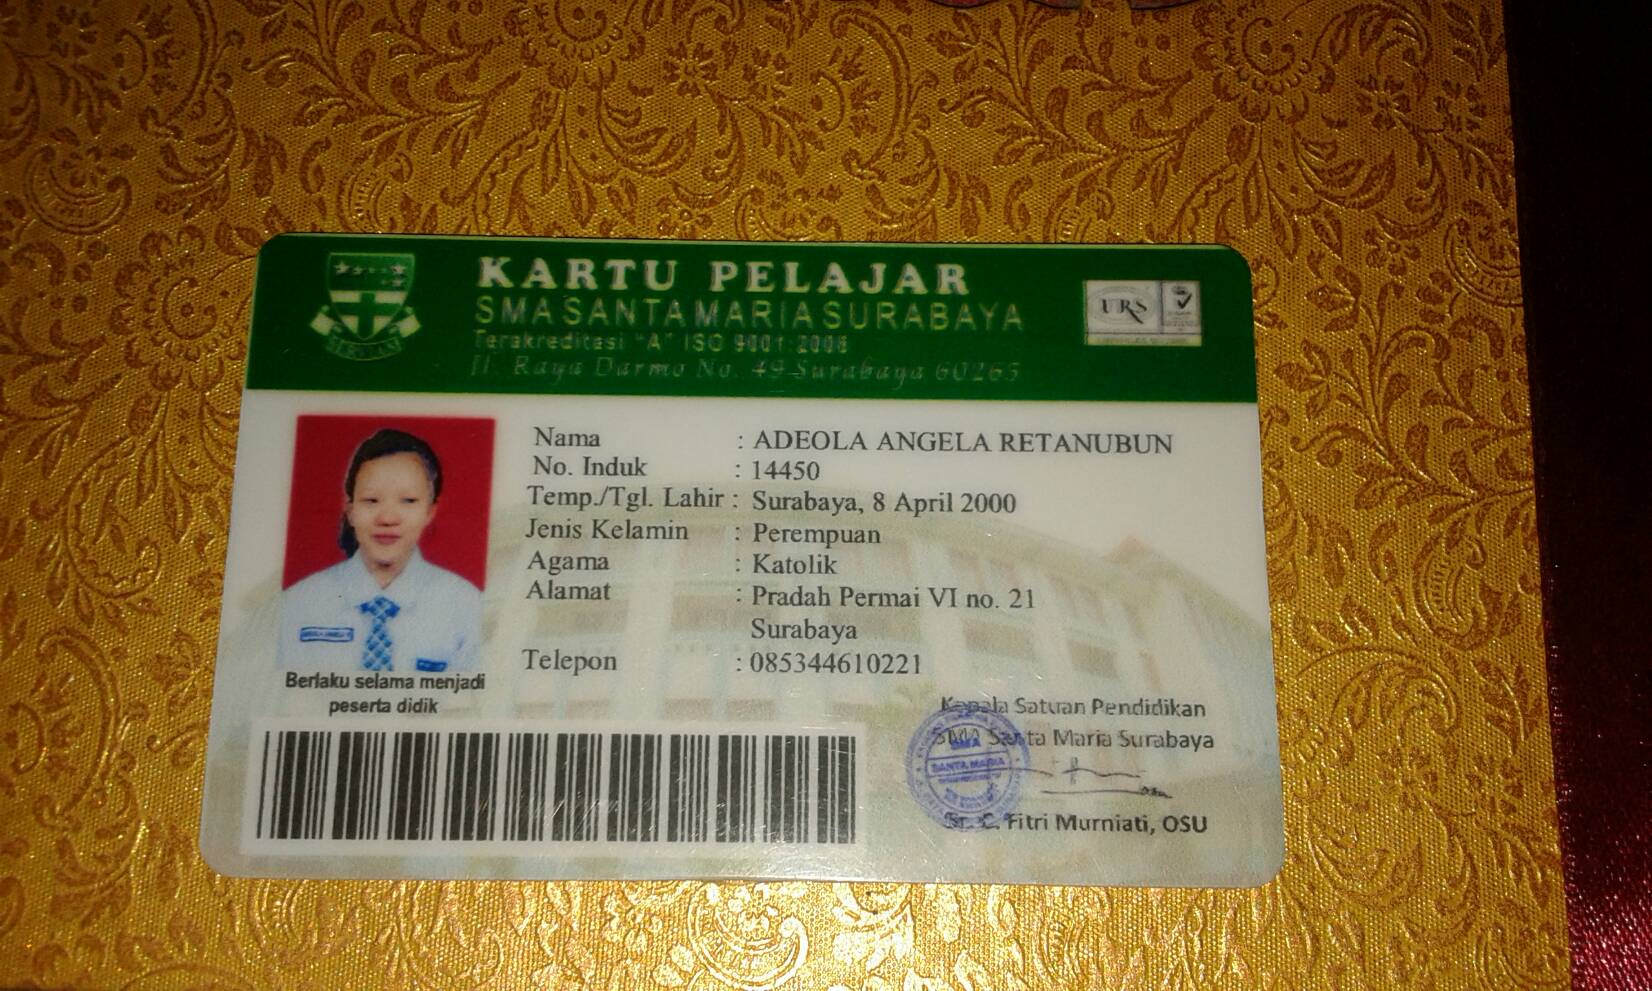 KARTU PELAJAR
SMA SANTA MARIA SURABAYA
Terakreditasi "A" ISO 9001:2008
Jl. Raya Darmo No. 49 Surabaya 60265
URS
Nama : ADEOLA ANGELA RETANUBUN
No. Induk : 14450
Temp./Tgl. Lahir : Surabaya, 8 April 2000
Jenis Kelamin : Perempuan
Agama : Katolik
Alamat : Pradah Permai VI no. 21
Surabaya
Telepon : 085344610221
Berlaku selama menjadi
peserta didik
Kepala Satuan Pendidikan
SMA Santa Maria Surabaya
SMA
SANTA MARIA
Sr. C. Fitri Murniati, OSU